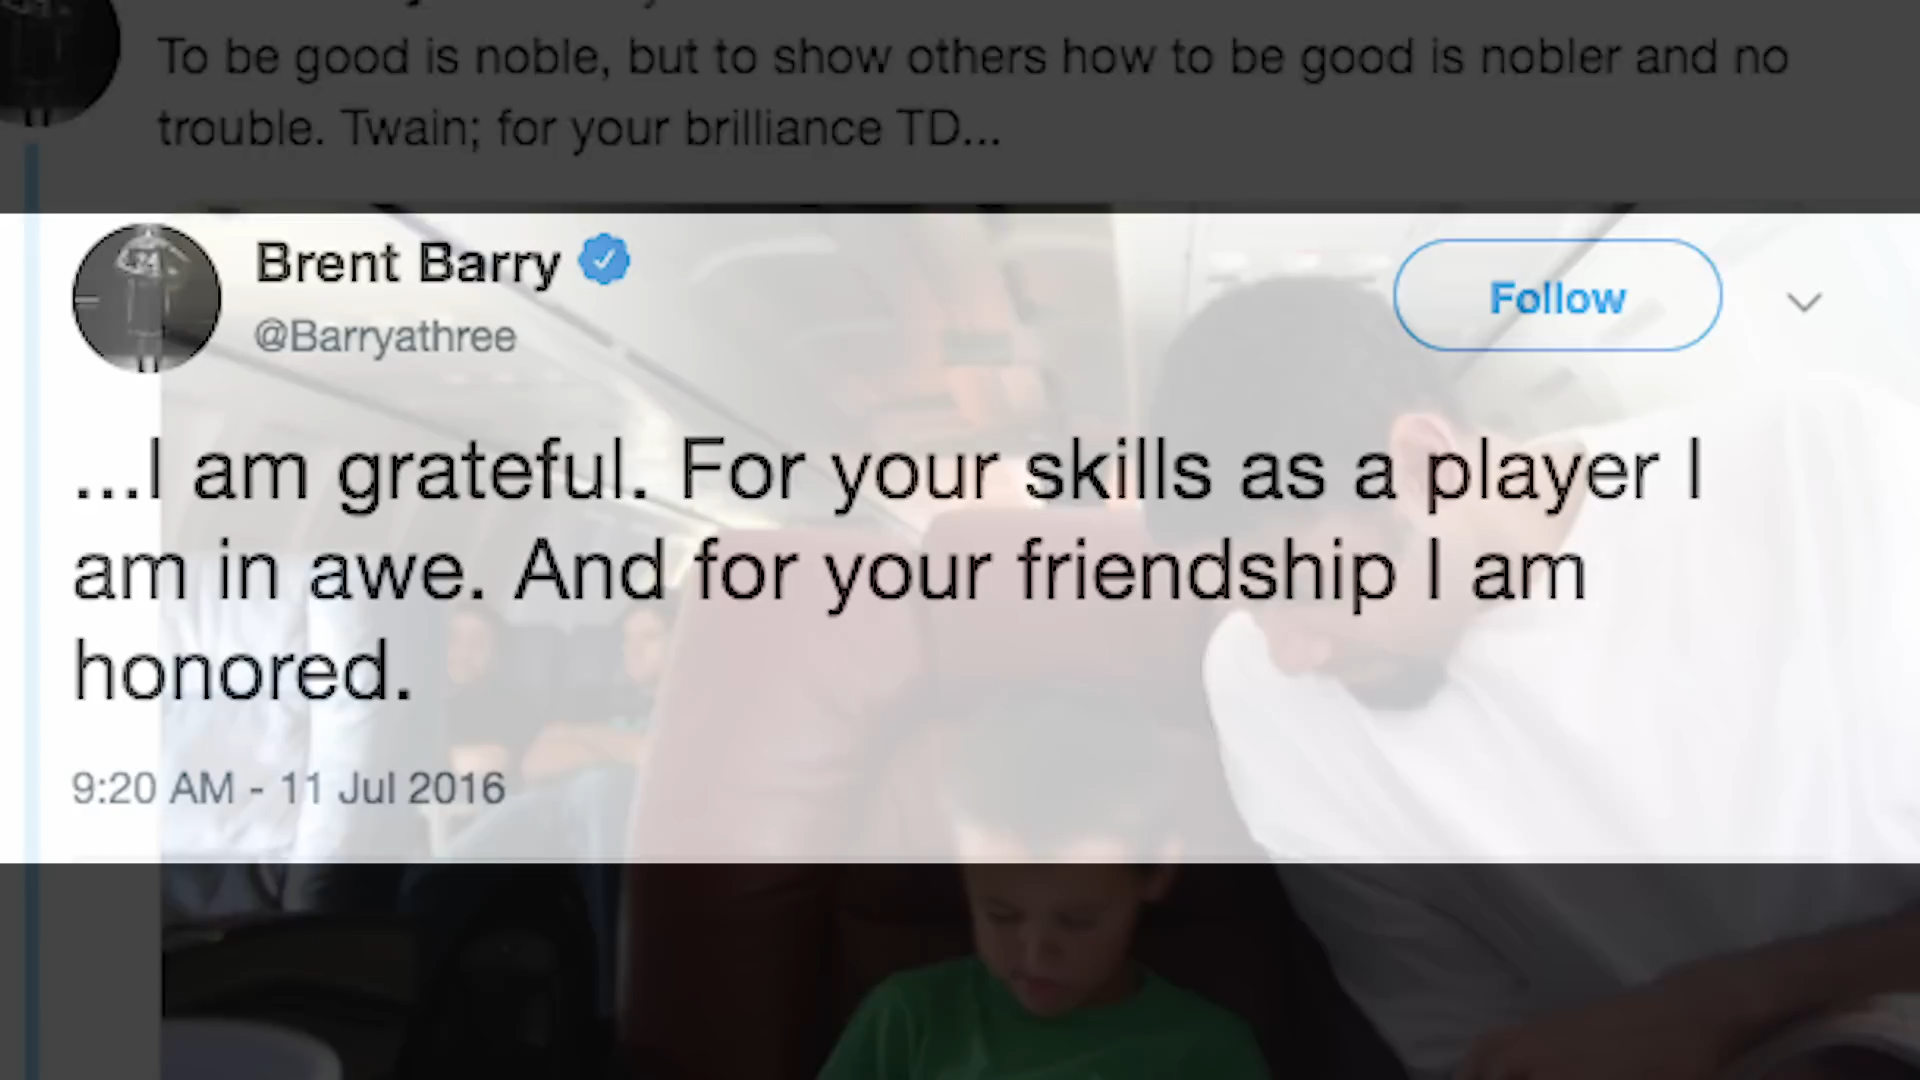 To be good is noble, but to show others how to be good is nobler and no
trouble. Twain; for your brilliance TD...
Brent Barry
@Barryathree
Follow
...I am grateful. For your skills as a player I
am in awe. And for your friendship I am
honored.
9:20 AM - 11 Jul 2016